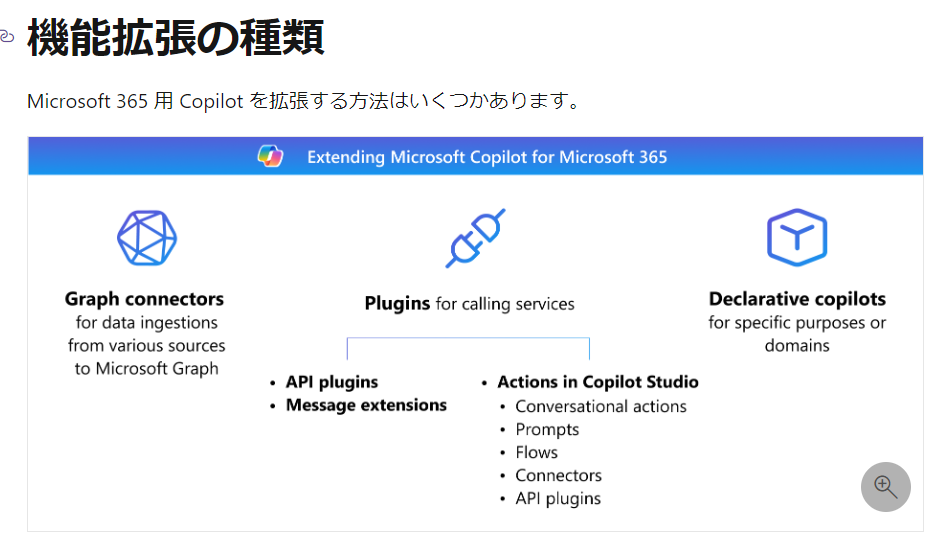 機能拡張の種類
Microsoft 365 用 Copilot を拡張する方法はいくつかあります。
Extending Microsoft Copilot for Microsoft 365
Graph connectors
for data ingestions
from various sources
to Microsoft Graph
Plugins for calling services
• API plugins
• Message extensions
• Actions in Copilot Studio
• Conversational actions
• Prompts
• Flows
• Connectors
• API plugins
Declarative copilots
for specific purposes or
domains